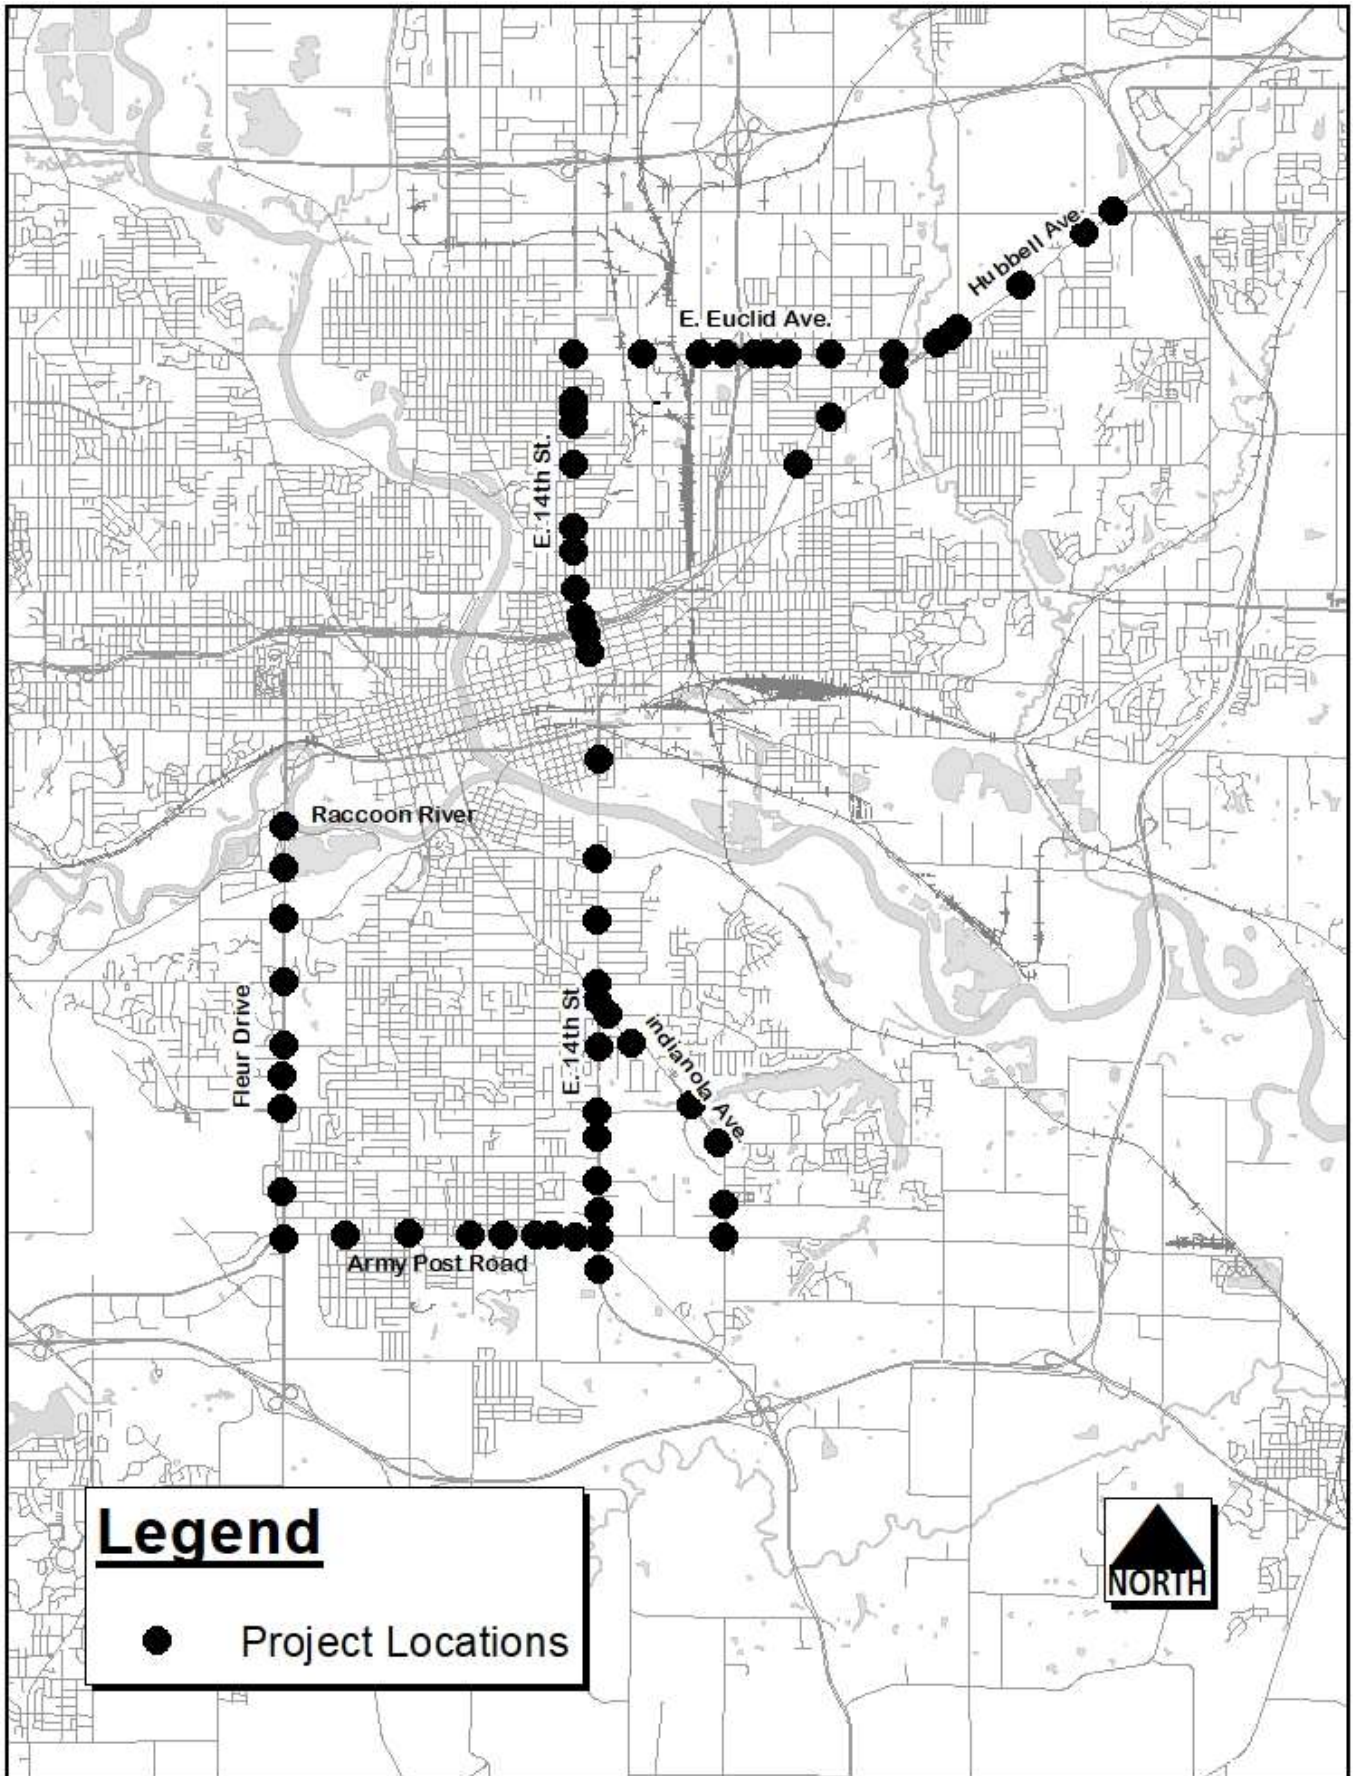 Hubbell Ave.
E. Euclid Ave.
E. 14th St.
Raccoon River
Fleur Drive
E. 14th St
indianola Ave.
Army Post Road
Legend
Project Locations
NORTH